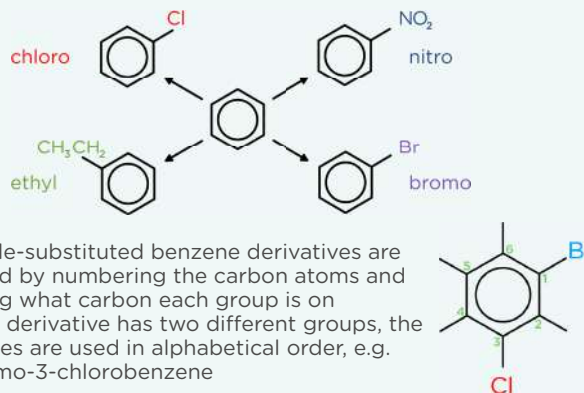 Cl
NO₂
chloro
nitro
CH₃CH₂
Br
ethyl
bromo
le-substituted benzene derivatives are
d by numbering the carbon atoms and
g what carbon each group is on
derivative has two different groups, the
es are used in alphabetical order, e.g.
mo-3-chlorobenzene
B
6
5
1
4
2
3
Cl